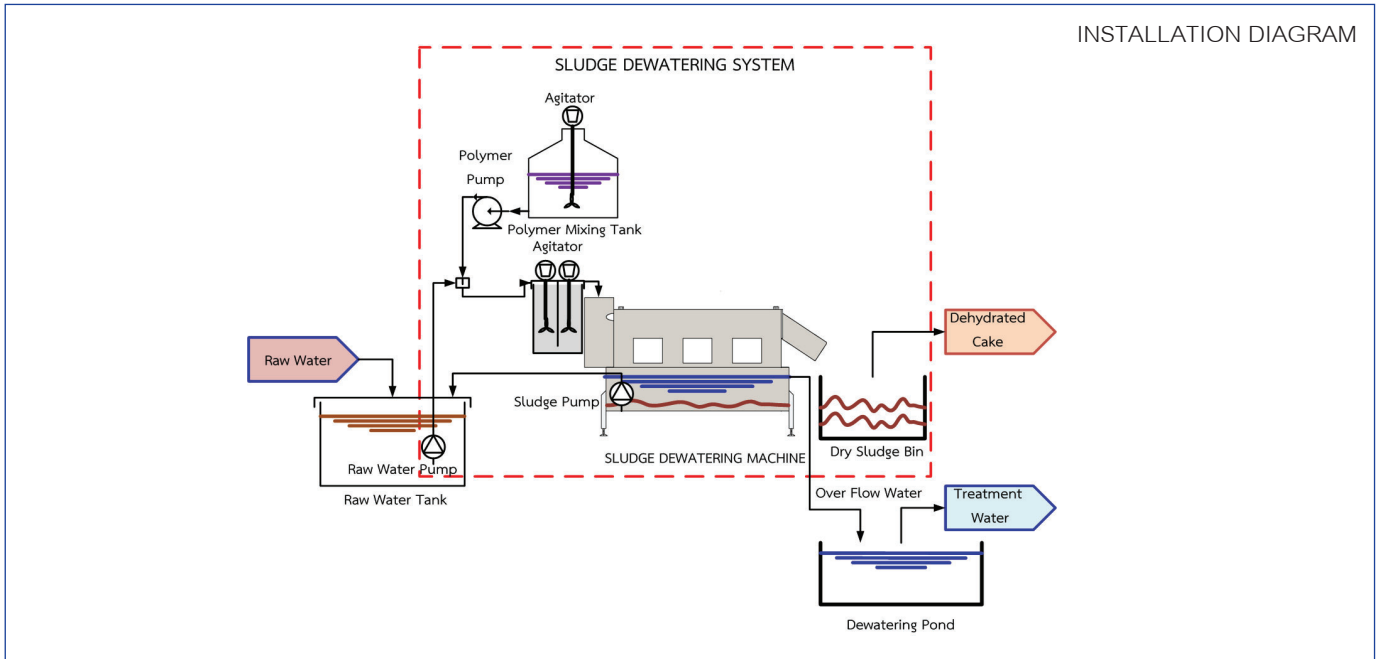 INSTALLATION DIAGRAM
SLUDGE DEWATERING SYSTEM
Agitator
Polymer
Pump
Polymer Mixing Tank
Agitator
Raw Water
Dehydrated
Cake
Sludge Pump
Raw Water Pump
SLUDGE DEWATERING MACHINE
Dry Sludge Bin
Raw Water Tank
Over Flow Water
Treatment
Water
Dewatering Pond